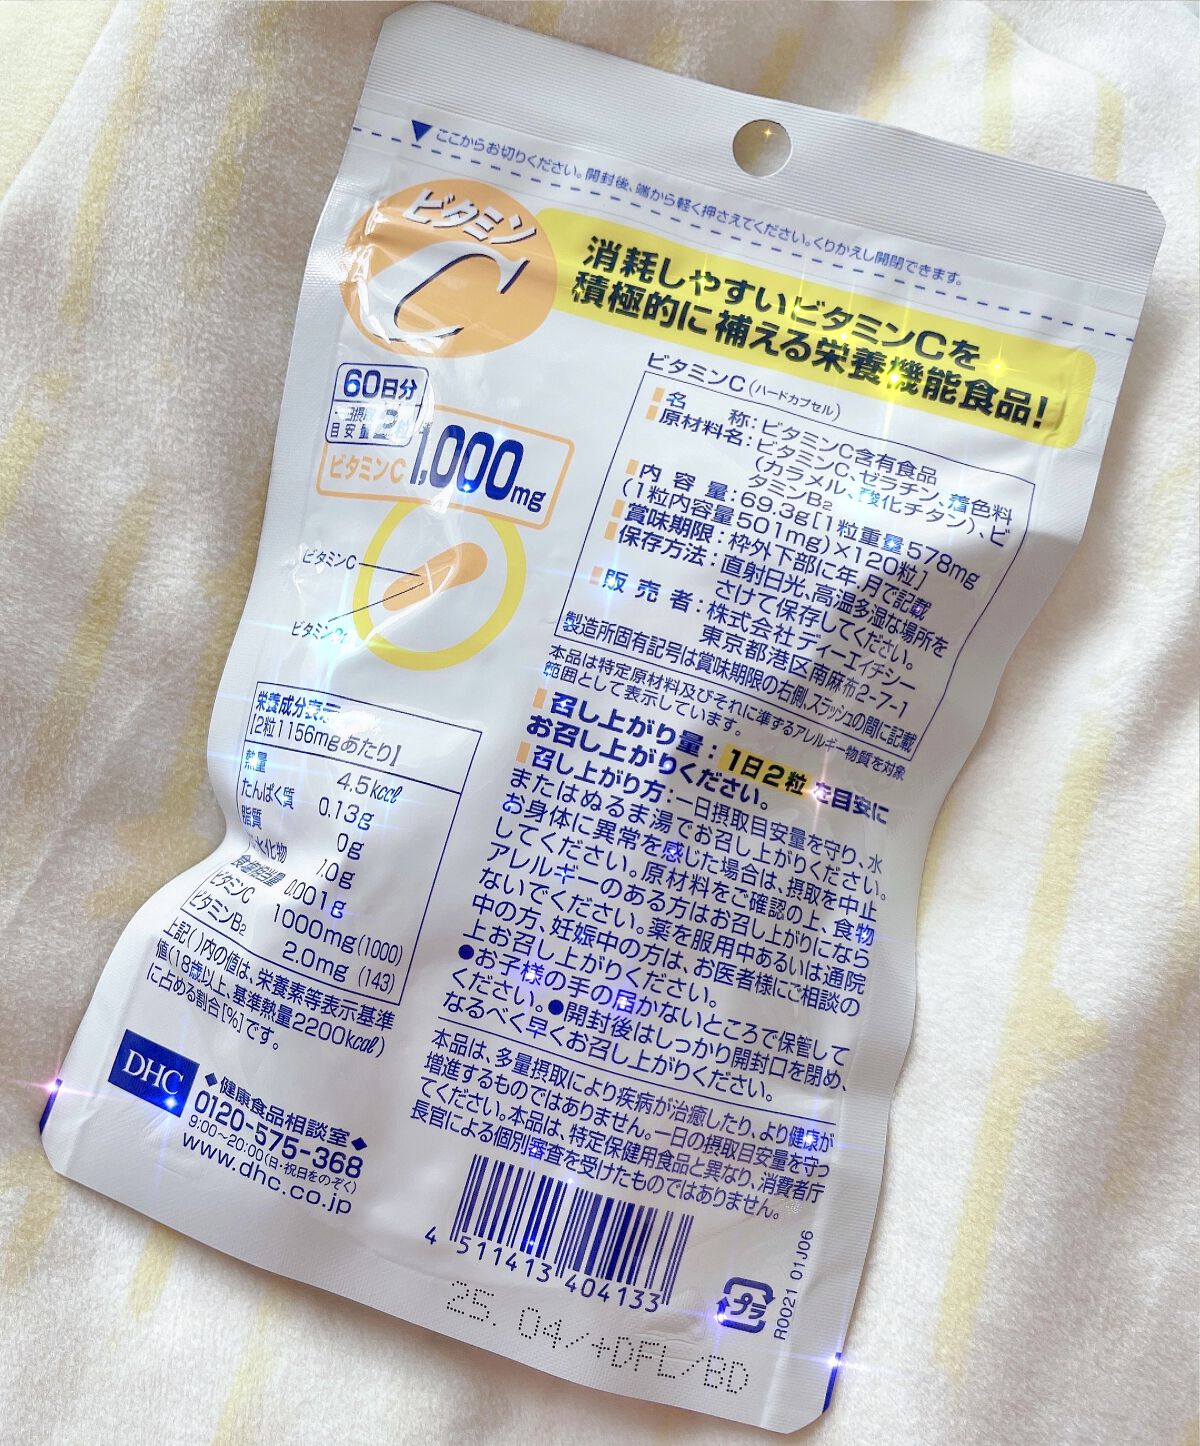 ここからお切りください。開封後、端から軽く押さえてください。くりかえし開閉できます。
ビタミン
C
消耗しやすいビタミンCを
積極的に補える栄養機能食品!
60日分
目安量
ビタミンC 1,000mg
ビタミンC
ビタミン
ビタミンC(ハードカプセル)
名称:ビタミンC含有食品
原材料名:ビタミンC、ゼラチン、着色料
(カラメル、酸化チタン)、ビ
タミンB2
内容量:69.3g[1粒重量578mg
(1粒内容量501mg)×120粒]
賞味期限:枠外下部に年.月で記載
保存方法:直射日光、高温多湿な場所を
さけて保存してください。
販売者:株式会社ディーエイチシー
東京都港区南麻布2-7-1
製造所固有記号は賞味期限の右側、スラッシュの間に記載
本品は特定原材料及びそれに準ずるアレルギー物質を対象
範囲として表示しています。
召し上がり量:1日2粒を目安に
お召し上がりください。
召し上がり方:一日摂取目安量を守り、水
またはぬるま湯でお召し上がりください。
お身体に異常を感じた場合は、摂取を中止
してください。原材料をご確認の上、食物
アレルギーのある方はお召し上がりになら
ないでください。薬を服用中あるいは通院
中の方、妊娠中の方は、お医者様にご相談の
上お召し上がりください。
●お子様の手の届かないところで保管して
ください。●開封後はしっかり開封口を閉め、
なるべく早くお召し上がりください。
本品は、多量摂取により疾病が治癒したり、より健康が
増進するものではありません。一日の摂取目安量を守っ
てください。本品は、特定保健用食品と異なり、消費者庁
長官による個別審査を受けたものではありません。
栄養成分表示
[2粒1156mgあたり]
熱量 4.5kcal
たんぱく質 0.13g
脂質 0g
水化物 .0g
食塩相当量 0.001g
ビタミンC 1000mg(1000)
ビタミンB2 2.0mg (143)
上記( )内の値は、栄養素等表示基準
値(18歳以上、基準熱量2200kcal)
に占める割合[%]です。
DHC
◆健康食品相談室◆
0120-575-368
9:00~20:00(日・祝日をのぞく)
www.dhc.co.jp
4 511413 404133
プラ
R0021 01J06
25. 04/+DFL/BD